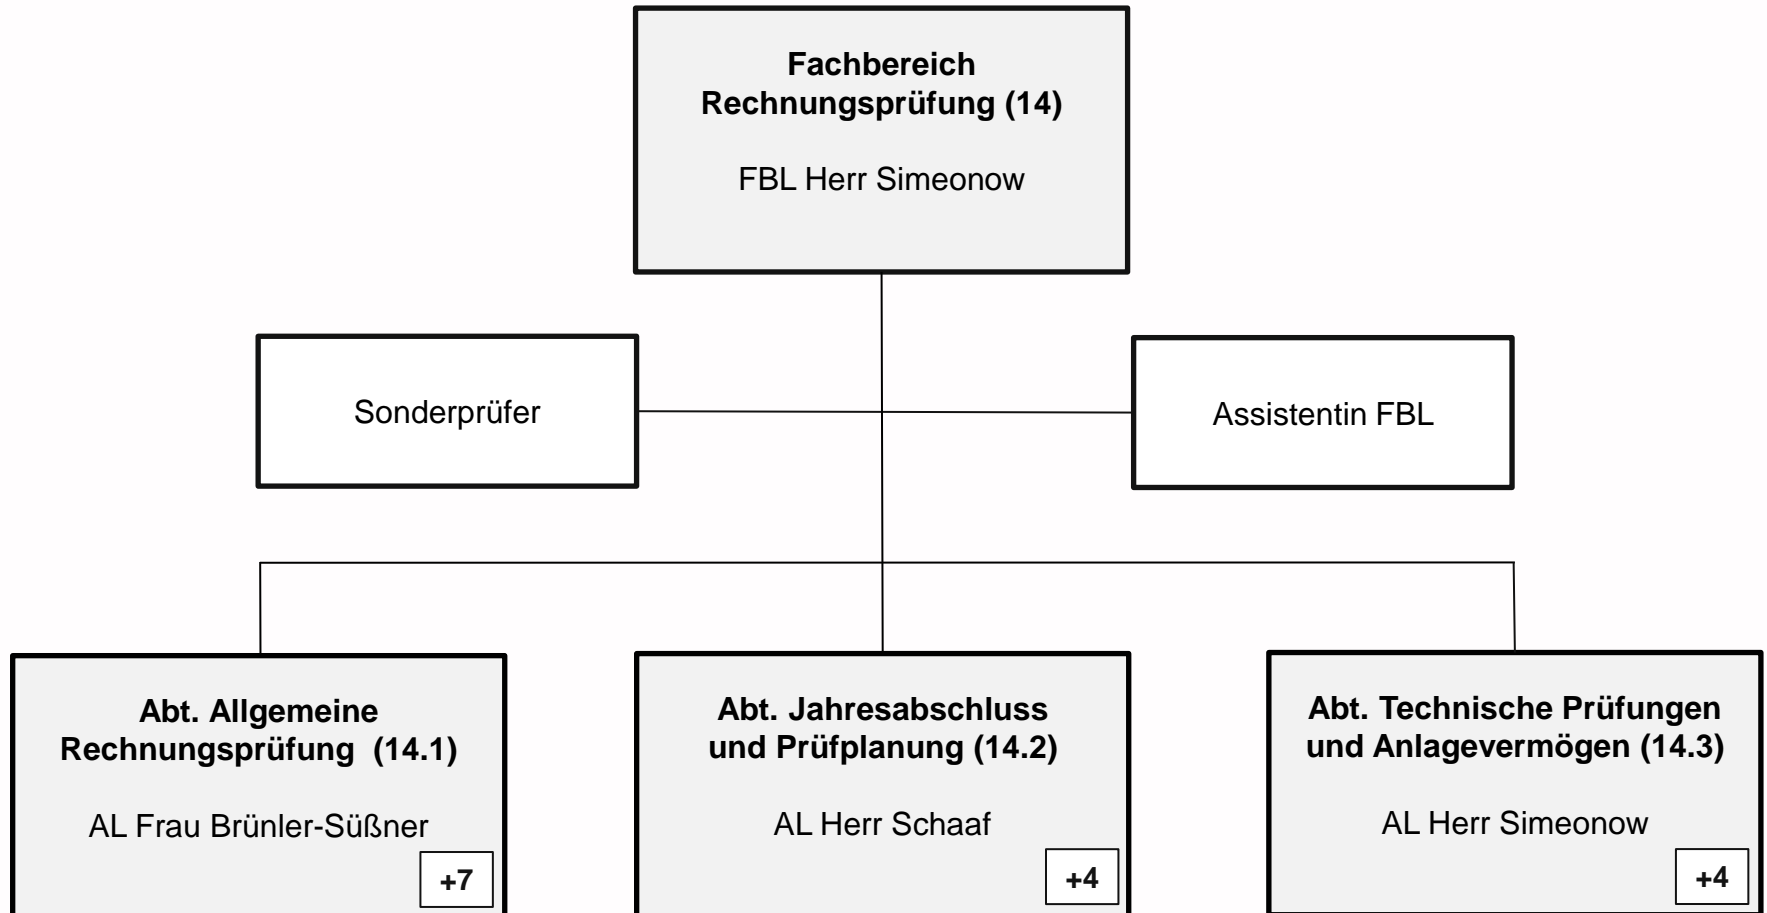 Fachbereich
Rechnungsprüfung (14)
FBL Herr Simeonow
Sonderprüfer
Assistentin FBL
Abt. Allgemeine
Rechnungsprüfung (14.1)
AL Frau Brünler-Süßner
+7
Abt. Jahresabschluss
und Prüfplanung (14.2)
AL Herr Schaaf
+4
Abt. Technische Prüfungen
und Anlagevermögen (14.3)
AL Herr Simeonow
+4